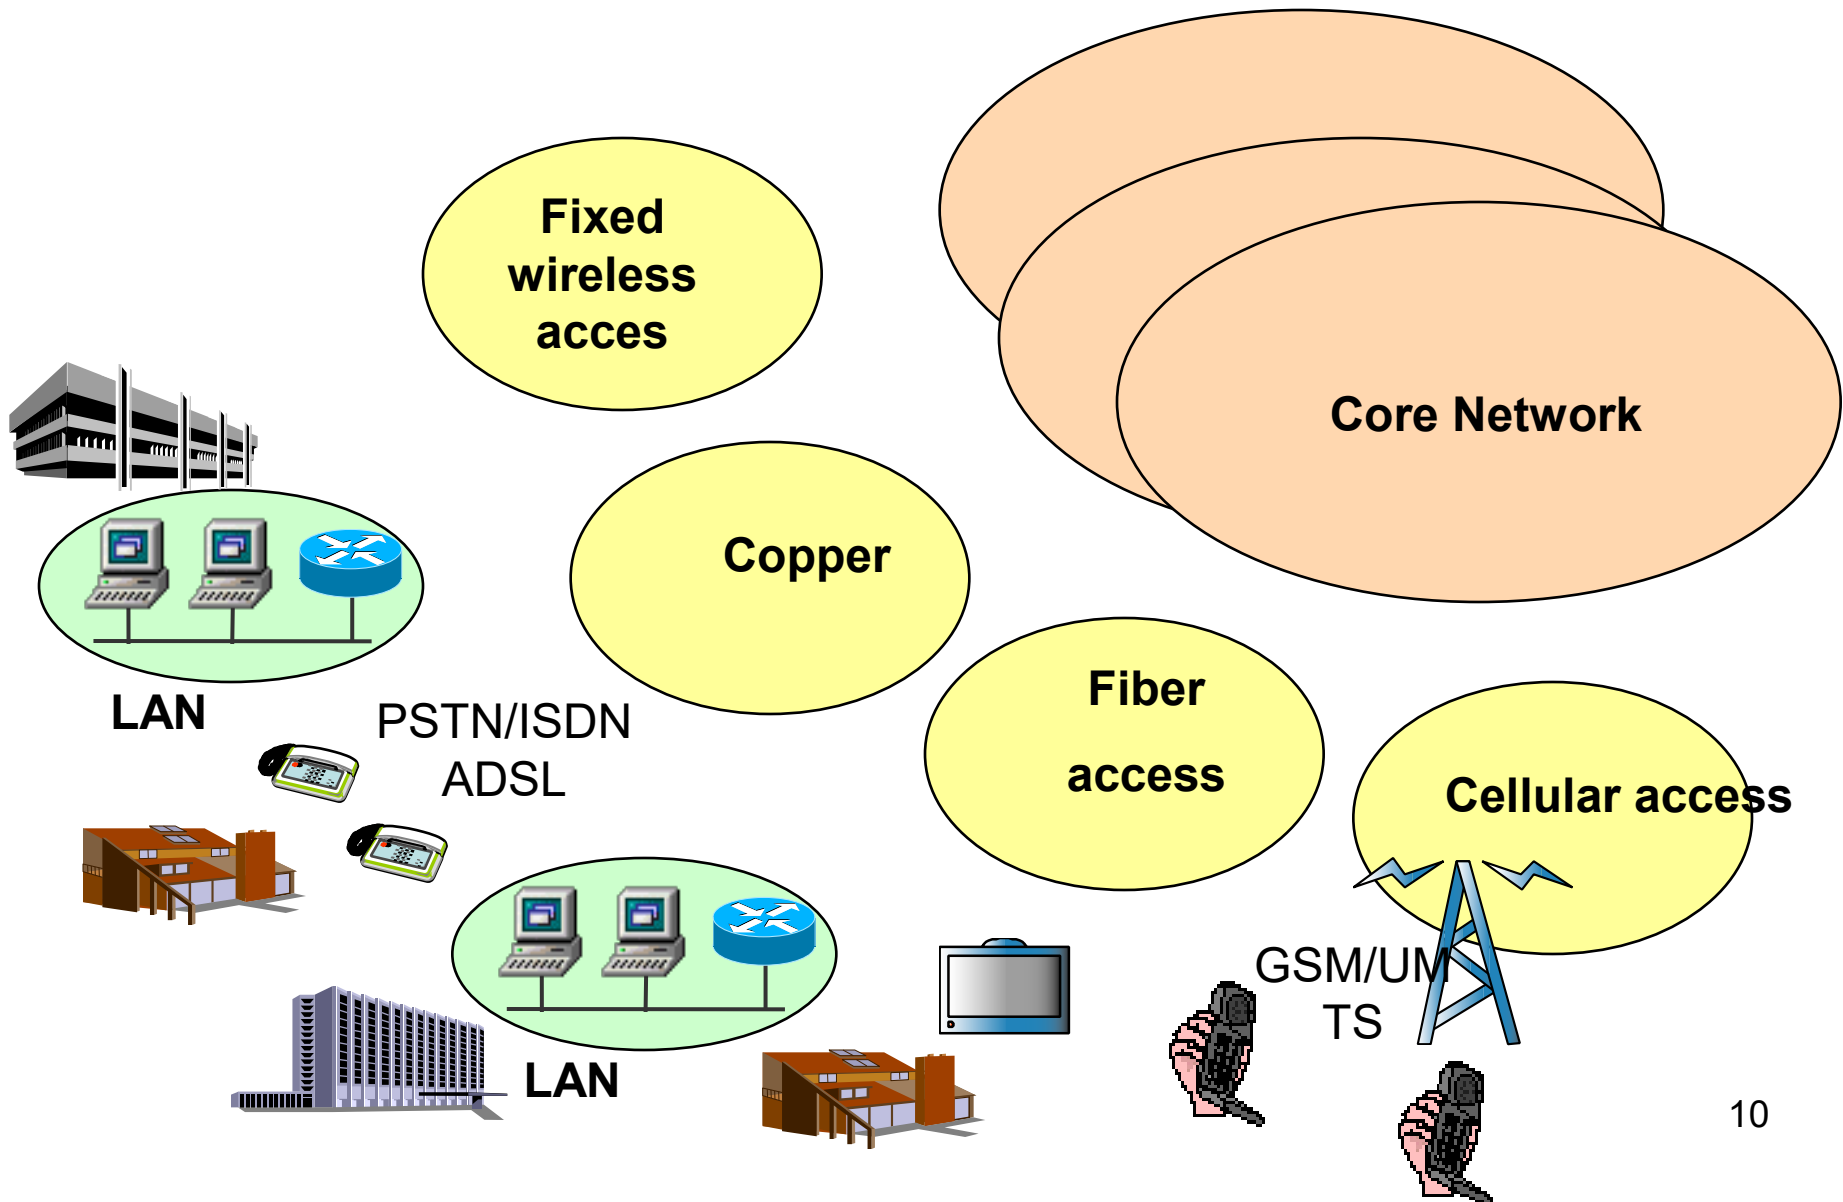 Fixed
wireless
acces
Core Network
Copper
Fiber
access
Cellular access
LAN
PSTN/ISDN
ADSL
GSM/UM
TS
LAN
10